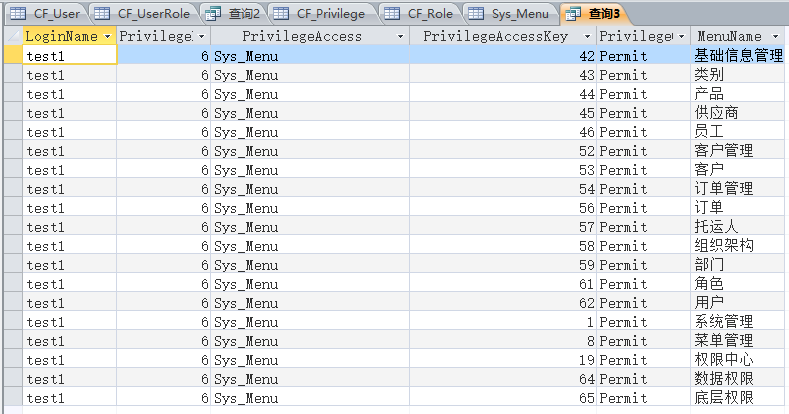 CF_User CF_UserRole 查询2 CF_Privilege CF_Role Sys_Menu 查询3
LoginName PrivilegeM PrivilegeAccess PrivilegeAccessKey PrivilegeO MenuName
test1 6 Sys_Menu 42 Permit 基础信息管理
test1 6 Sys_Menu 43 Permit 类别
test1 6 Sys_Menu 44 Permit 产品
test1 6 Sys_Menu 45 Permit 供应商
test1 6 Sys_Menu 46 Permit 员工
test1 6 Sys_Menu 52 Permit 客户管理
test1 6 Sys_Menu 53 Permit 客户
test1 6 Sys_Menu 54 Permit 订单管理
test1 6 Sys_Menu 56 Permit 订单
test1 6 Sys_Menu 57 Permit 托运人
test1 6 Sys_Menu 58 Permit 组织架构
test1 6 Sys_Menu 59 Permit 部门
test1 6 Sys_Menu 61 Permit 角色
test1 6 Sys_Menu 62 Permit 用户
test1 6 Sys_Menu 1 Permit 系统管理
test1 6 Sys_Menu 8 Permit 菜单管理
test1 6 Sys_Menu 19 Permit 权限中心
test1 6 Sys_Menu 64 Permit 数据权限
test1 6 Sys_Menu 65 Permit 底层权限